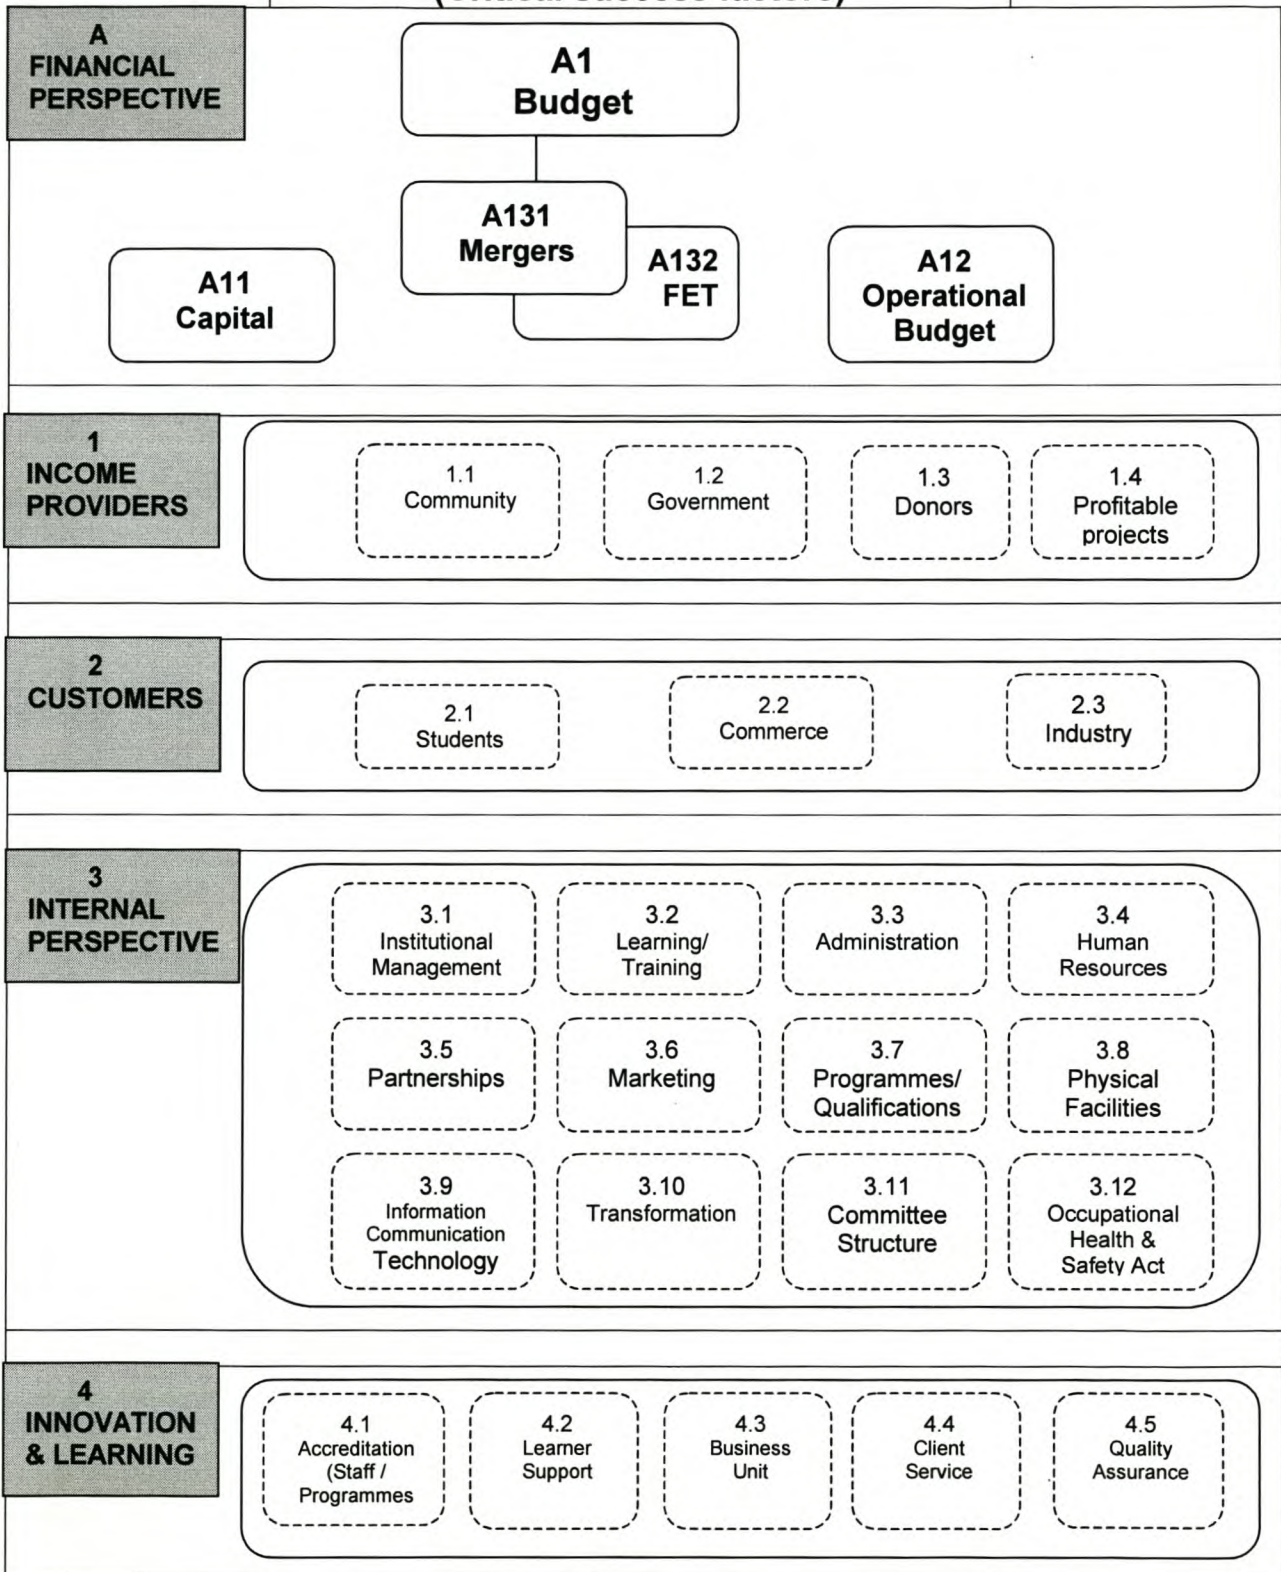 (Critical success factors)
A
FINANCIAL
PERSPECTIVE
A1
Budget
A131
Mergers
A132
FET
A11
Capital
A12
Operational
Budget
1
INCOME
PROVIDERS
1.1
Community
1.2
Government
1.3
Donors
1.4
Profitable
projects
2
CUSTOMERS
2.1
Students
2.2
Commerce
2.3
Industry
3
INTERNAL
PERSPECTIVE
3.1
Institutional
Management
3.2
Learning/
Training
3.3
Administration
3.4
Human
Resources
3.5
Partnerships
3.6
Marketing
3.7
Programmes/
Qualifications
3.8
Physical
Facilities
3.9
Information
Communication
Technology
3.10
Transformation
3.11
Committee
Structure
3.12
Occupational
Health &
Safety Act
4
INNOVATION
& LEARNING
4.1
Accreditation
(Staff /
Programmes
4.2
Learner
Support
4.3
Business
Unit
4.4
Client
Service
4.5
Quality
Assurance